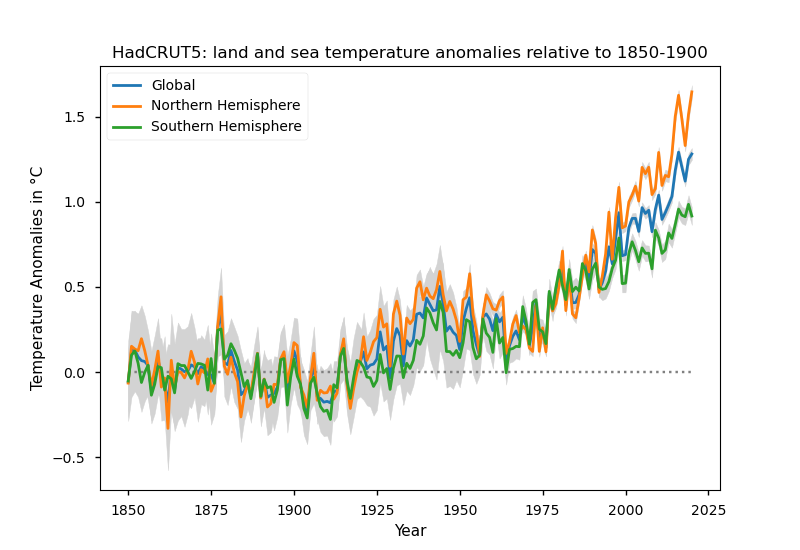 HadCRUT5: land and sea temperature anomalies relative to 1850-1900
Global
Northern Hemisphere
Southern Hemisphere
Temperature Anomalies in °C
1.5
1.0
0.5
0.0
−0.5
1850 1875 1900 1925 1950 1975 2000 2025
Year